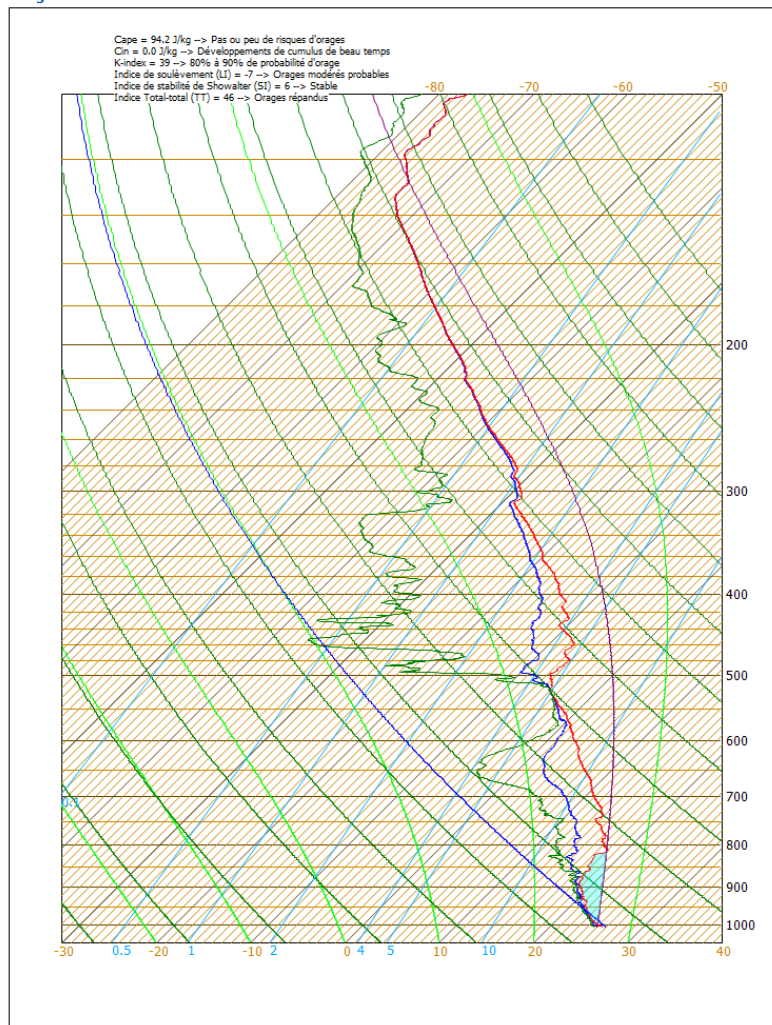 Cape = 94.2 J/kg --> Pas ou peu de risques d'orages
Cin = 0.0 J/kg --> Développements de cumulus de beau temps
K-index = 39 --> 80% à 90% de probabilité d'orage
Indice de soulèvement (LI) = -7 --> Orages modérés probables
Indice de stabilité de Showalter (SI) = 6 --> Stable
Indice Total-total (TT) = 46 --> Orages répandus
-80 -70 -60 -50
200
300
400
500
600
700
0.1
800
900
1000
-30 0.5 -20 1 -10 2 0 4 5 10 10 15 20 30 40